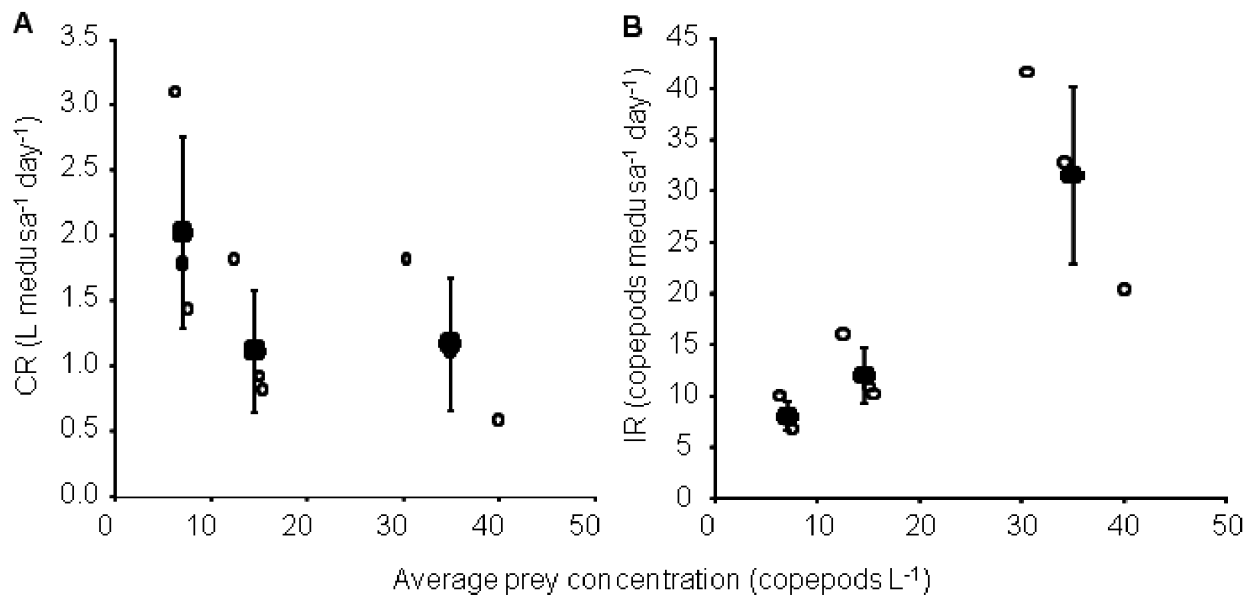 A
CR (L medusa-1 day-1)
3.5
3.0
2.5
2.0
1.5
1.0
0.5
0.0
0 10 20 30 40 50
B
IR (copepods medusa-1 day-1)
45
40
35
30
25
20
15
10
5
0
0 10 20 30 40 50
Average prey concentration (copepods L-1)